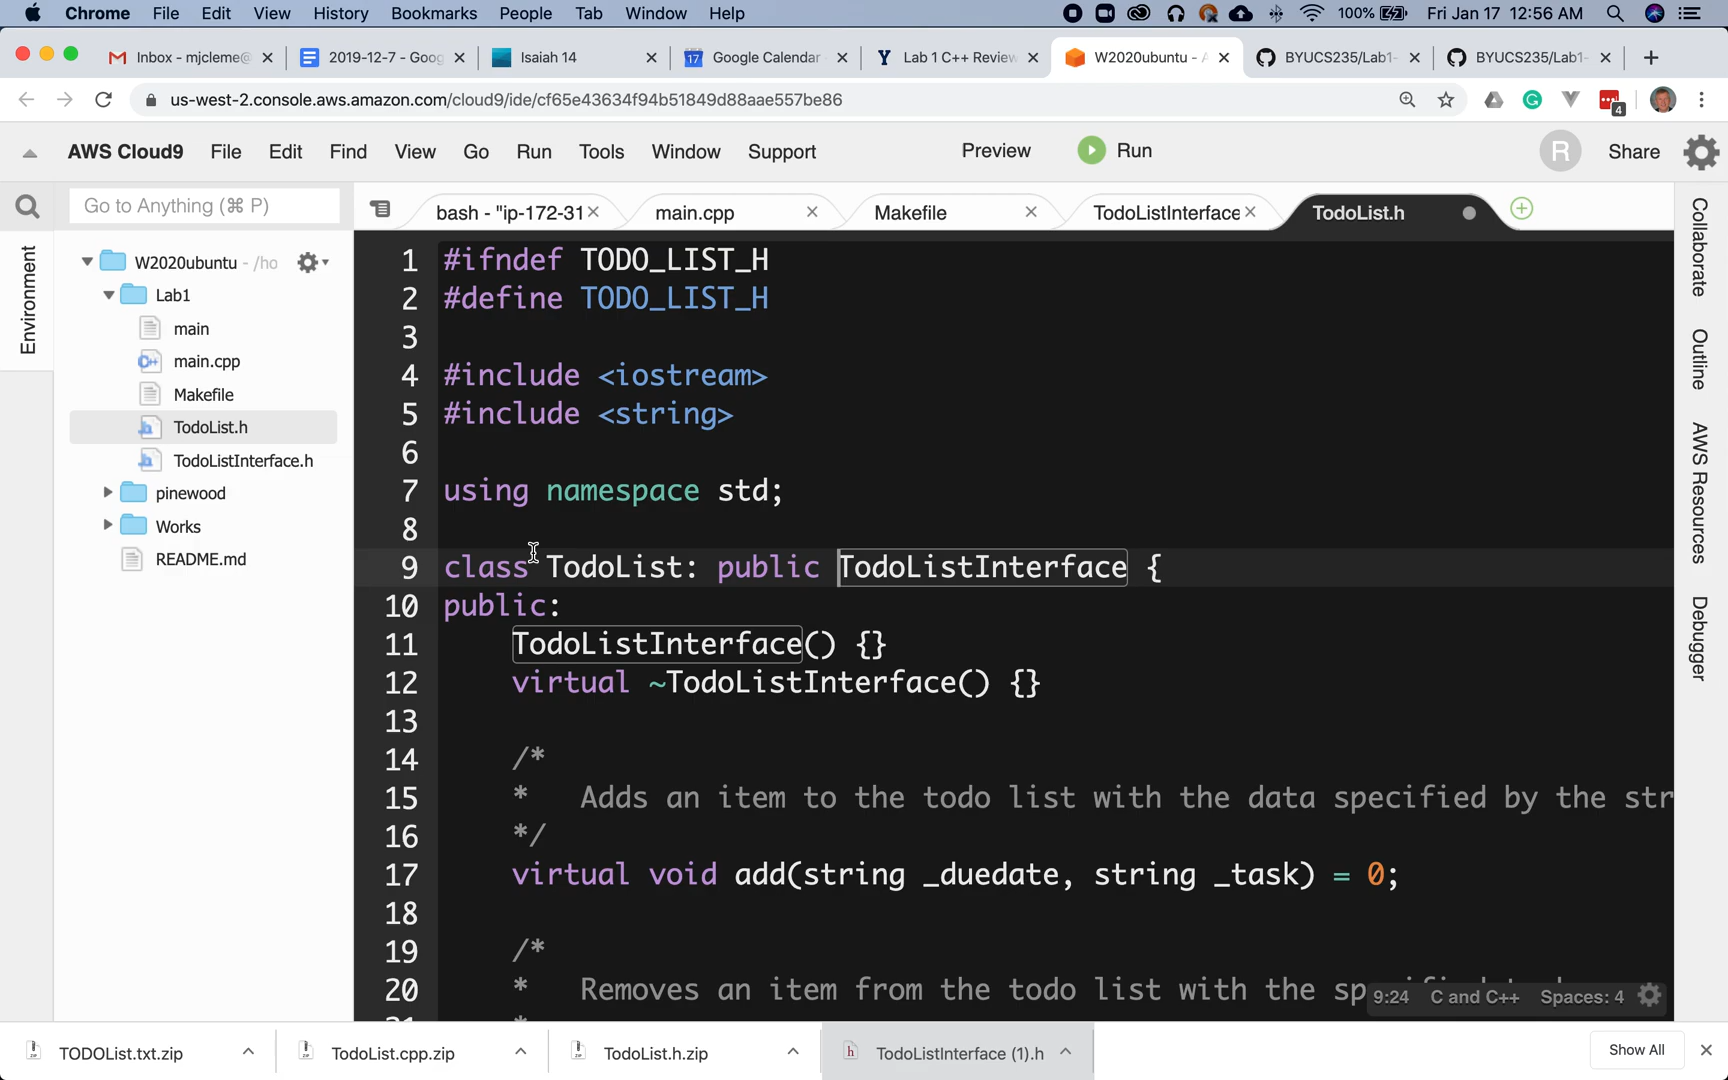 Chrome File Edit View History Bookmarks People Tab Window Help 100% Fri Jan 17 12:56 AM
Inbox - mjcleme@ 2019-12-7 - Goog Isaiah 14 17 Google Calendar - Y Lab 1 C++ Review W2020ubuntu - A BYUCS235/Lab1- BYUCS235/Lab1-
us-west-2.console.aws.amazon.com/cloud9/ide/cf65e43634f94b51849d88aae557be86 4
AWS Cloud9 File Edit Find View Go Run Tools Window Support Preview Run R Share
Go to Anything (⌘ P) bash - "ip-172-31 main.cpp Makefile TodoListInterface TodoList.h
Environment
W2020ubuntu - /ho
Lab1
main
main.cpp
Makefile
TodoList.h
TodoListInterface.h
pinewood
Works
README.md
1 #ifndef TODO_LIST_H
2 #define TODO_LIST_H
3
4 #include <iostream>
5 #include <string>
6
7 using namespace std;
8
9 class TodoList: public TodoListInterface {
10 public:
11 TodoListInterface() {}
12 virtual ~TodoListInterface() {}
13
14 /*
15 * Adds an item to the todo list with the data specified by the str
16 */
17 virtual void add(string _duedate, string _task) = 0;
18
19 /*
20 * Removes an item from the todo list with the sp
9:24 C and C++ Spaces: 4
Collaborate
Outline
AWS Resources
Debugger
TODOList.txt.zip TodoList.cpp.zip TodoList.h.zip TodoListInterface (1).h Show All